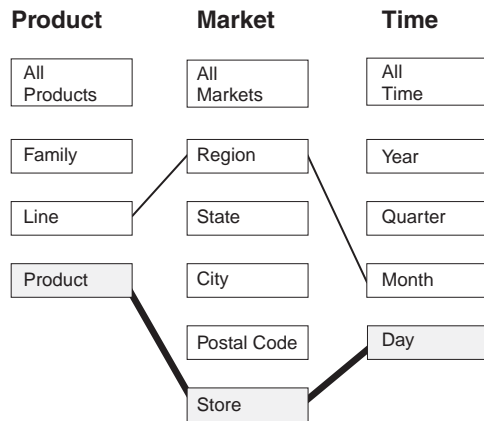 Product
All
Products
Family
Line
Product
Market
All
Markets
Region
State
City
Postal Code
Store
Time
All
Time
Year
Quarter
Month
Day